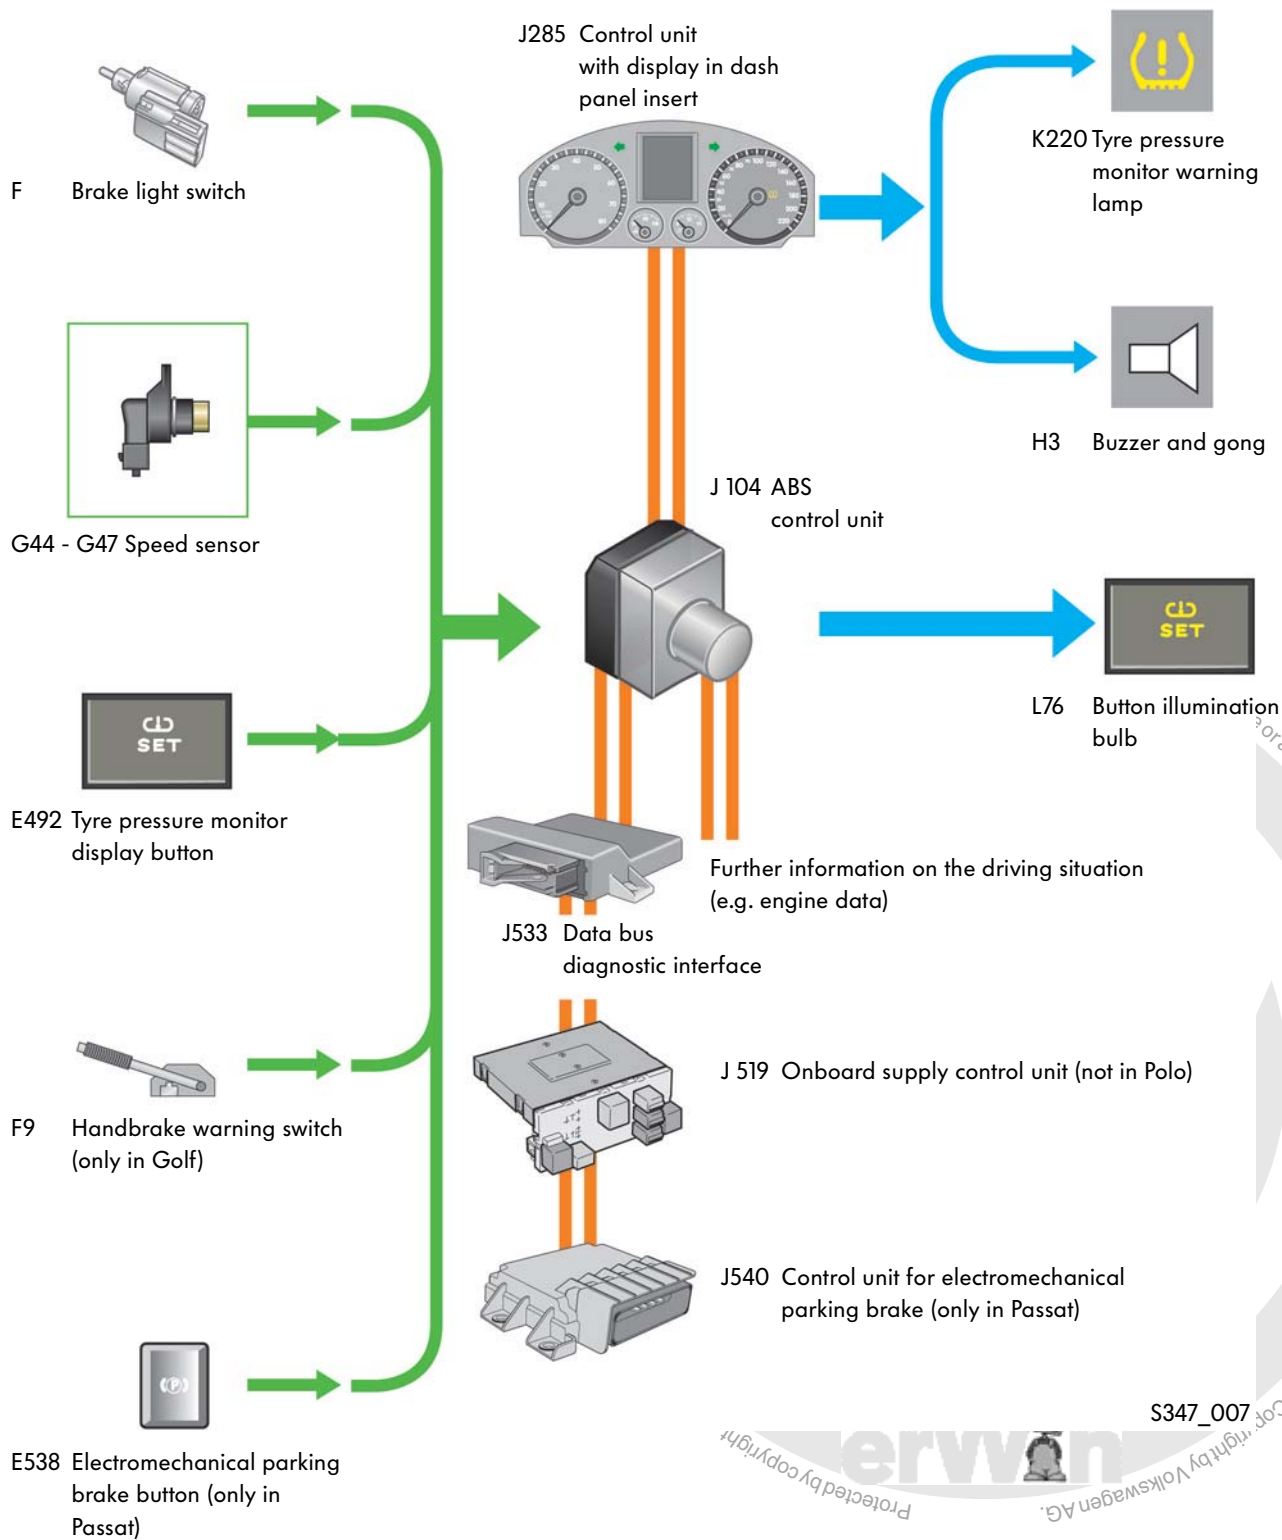 J285 Control unit
with display in dash
panel insert
K220 Tyre pressure
monitor warning
lamp
F Brake light switch
H3 Buzzer and gong
J 104 ABS
control unit
G44 - G47 Speed sensor
SET
L76 Button illumination
bulb
SET
E492 Tyre pressure monitor
display button
Further information on the driving situation
(e.g. engine data)
J533 Data bus
diagnostic interface
J 519 Onboard supply control unit (not in Polo)
F9 Handbrake warning switch
(only in Golf)
J540 Control unit for electromechanical
parking brake (only in Passat)
(P)
E538 Electromechanical parking
brake button (only in
Passat)
S347_007
erwin
Protected by copyright
Copyright by Volkswagen AG.